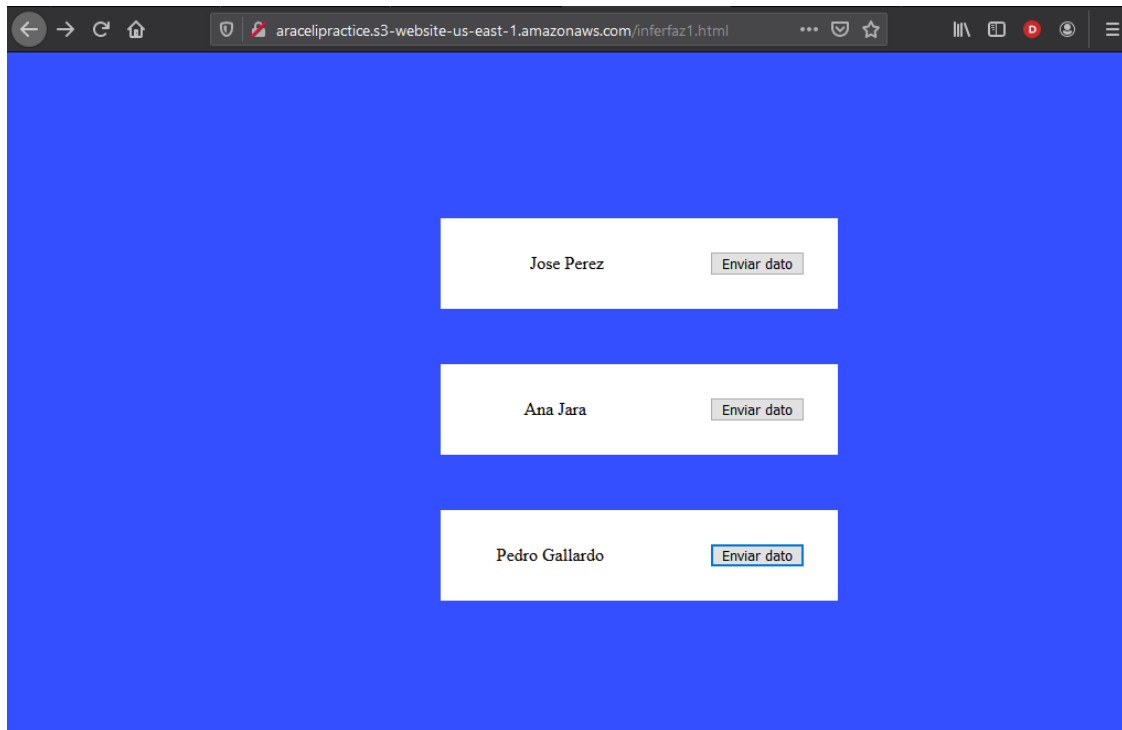 aracelipractice.s3-website-us-east-1.amazonaws.com/inferfaz1.html
D
Jose Perez Enviar dato
Ana Jara Enviar dato
Pedro Gallardo Enviar dato